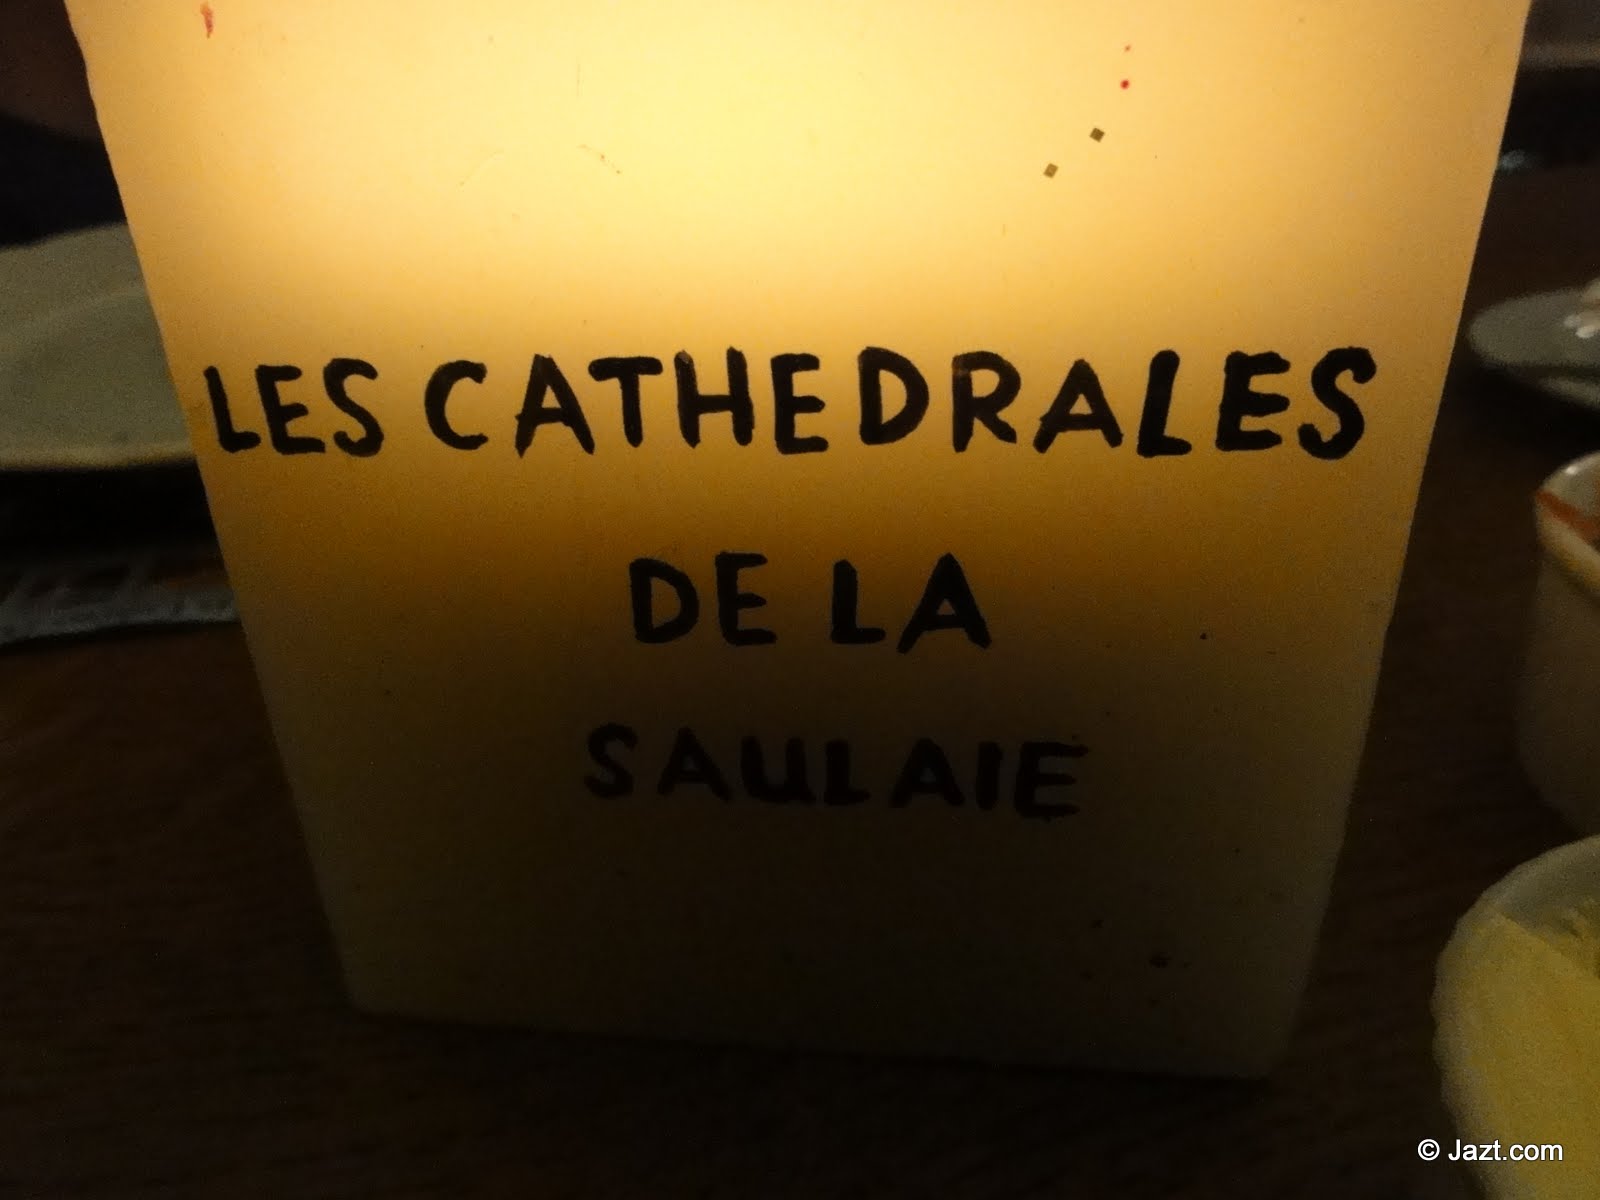 LES CATHEDRALES
DE LA
SAULAIE
© Jazt.com